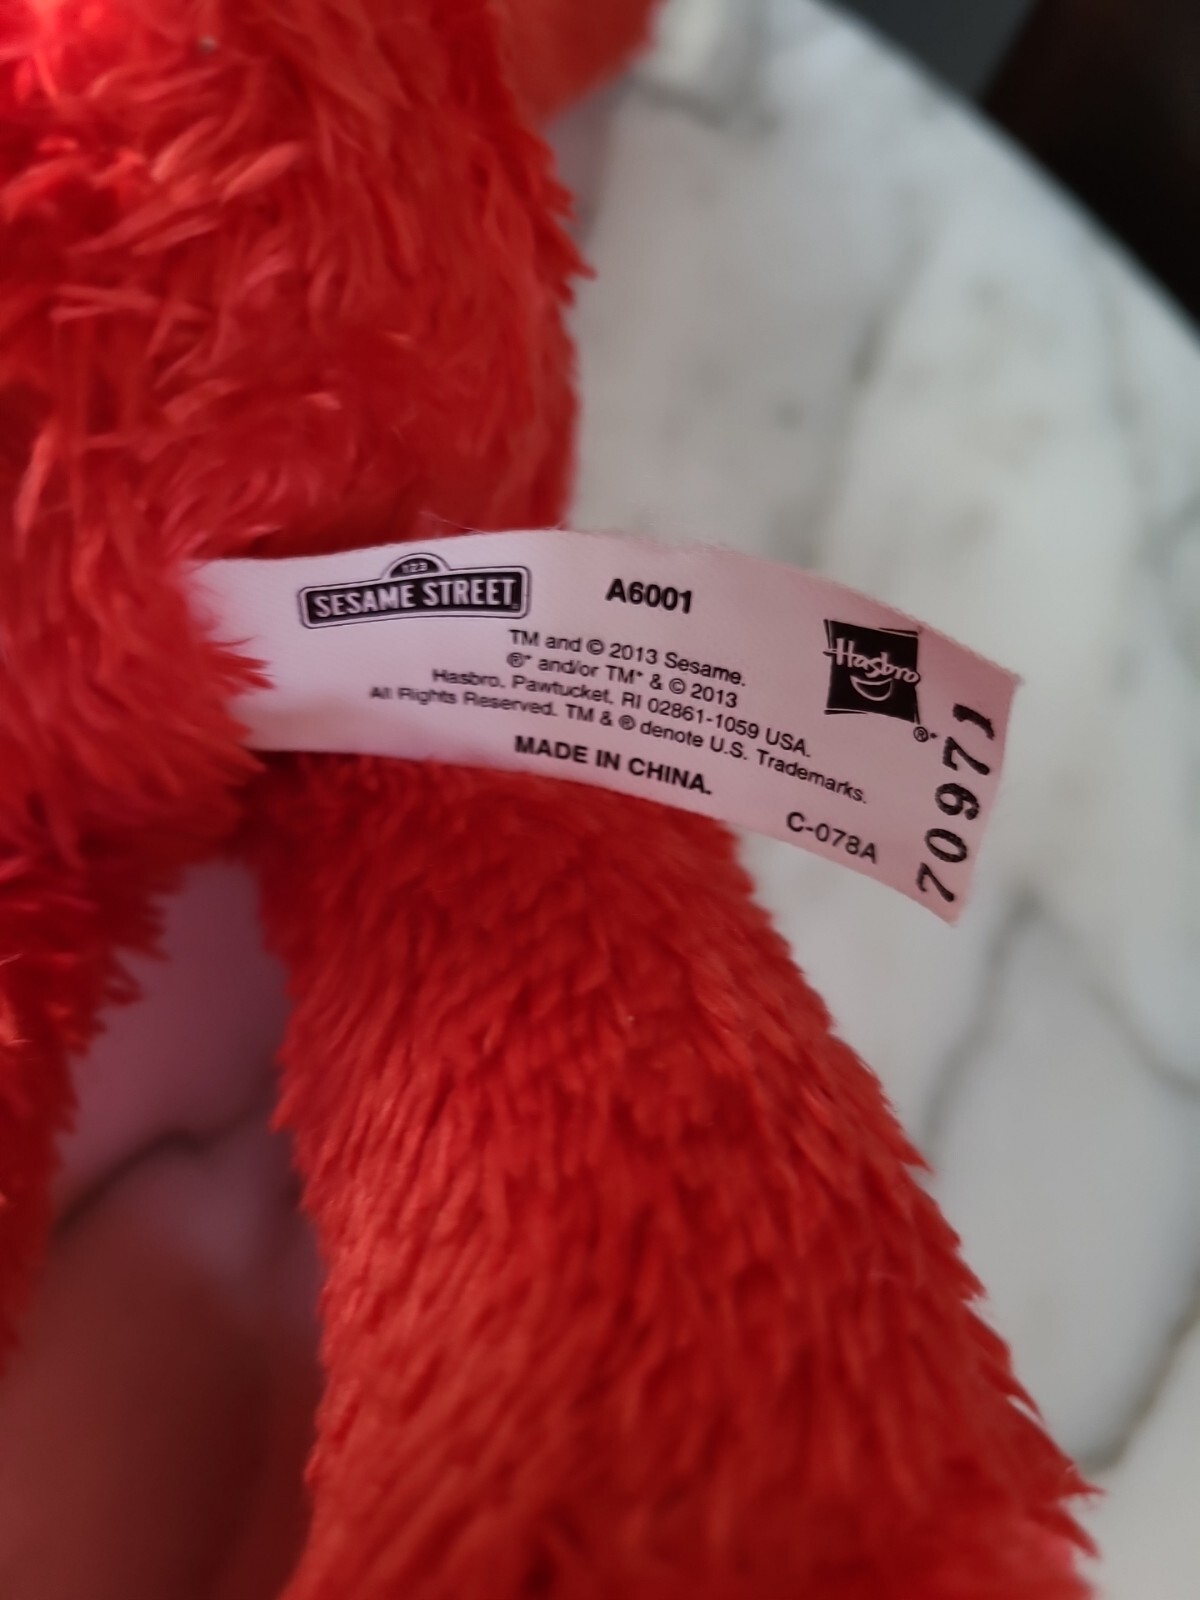 123
SESAME STREET
A6001
TM and © 2013 Sesame.
®* and/or TM* & © 2013
Hasbro, Pawtucket, RI 02861-1059 USA.
All Rights Reserved. TM & ® denote U.S. Trademarks.
MADE IN CHINA.
C-078A
Hasbro
®*
70971